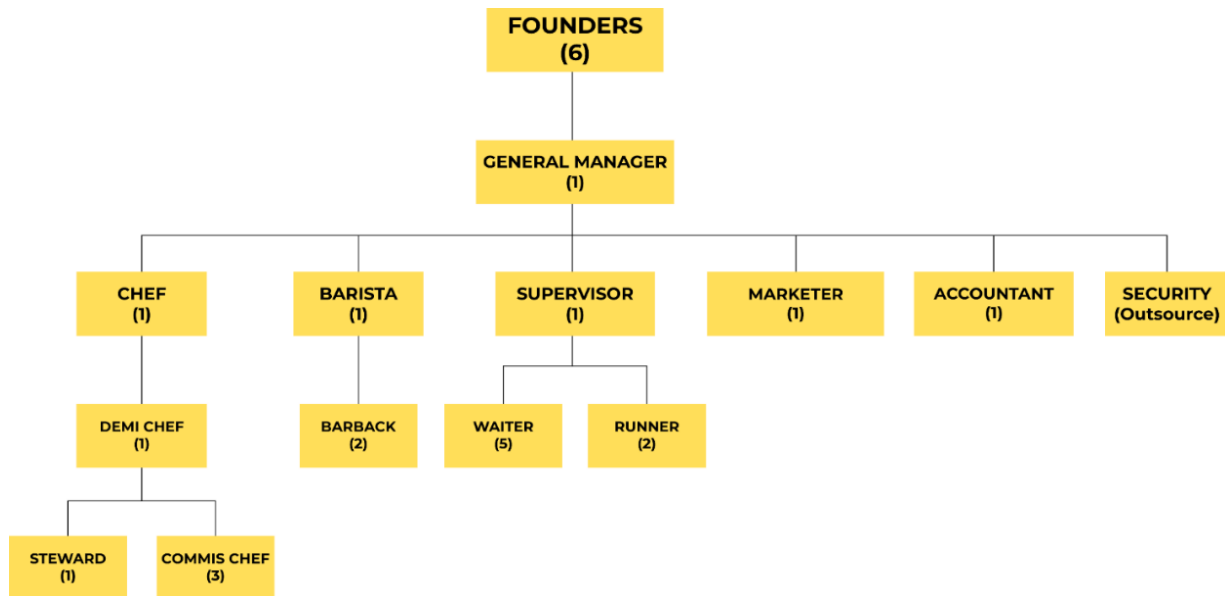 FOUNDERS
(6)
GENERAL MANAGER
(1)
CHEF
(1)
BARISTA
(1)
SUPERVISOR
(1)
MARKETER
(1)
ACCOUNTANT
(1)
SECURITY
(Outsource)
DEMI CHEF
(1)
BARBACK
(2)
WAITER
(5)
RUNNER
(2)
STEWARD
(1)
COMMIS CHEF
(3)